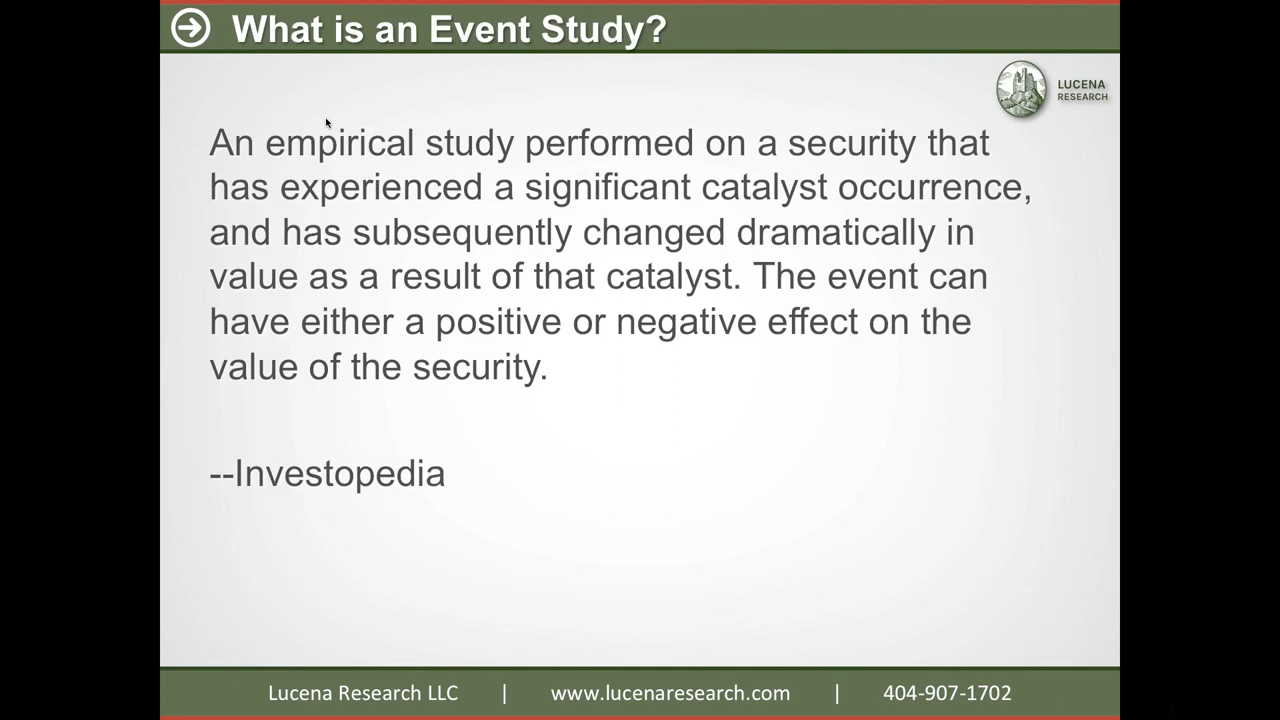 What is an Event Study?
LUCENA
RESEARCH
An empirical study performed on a security that
has experienced a significant catalyst occurrence,
and has subsequently changed dramatically in
value as a result of that catalyst. The event can
have either a positive or negative effect on the
value of the security.
--Investopedia
Lucena Research LLC | www.lucenaresearch.com | 404-907-1702